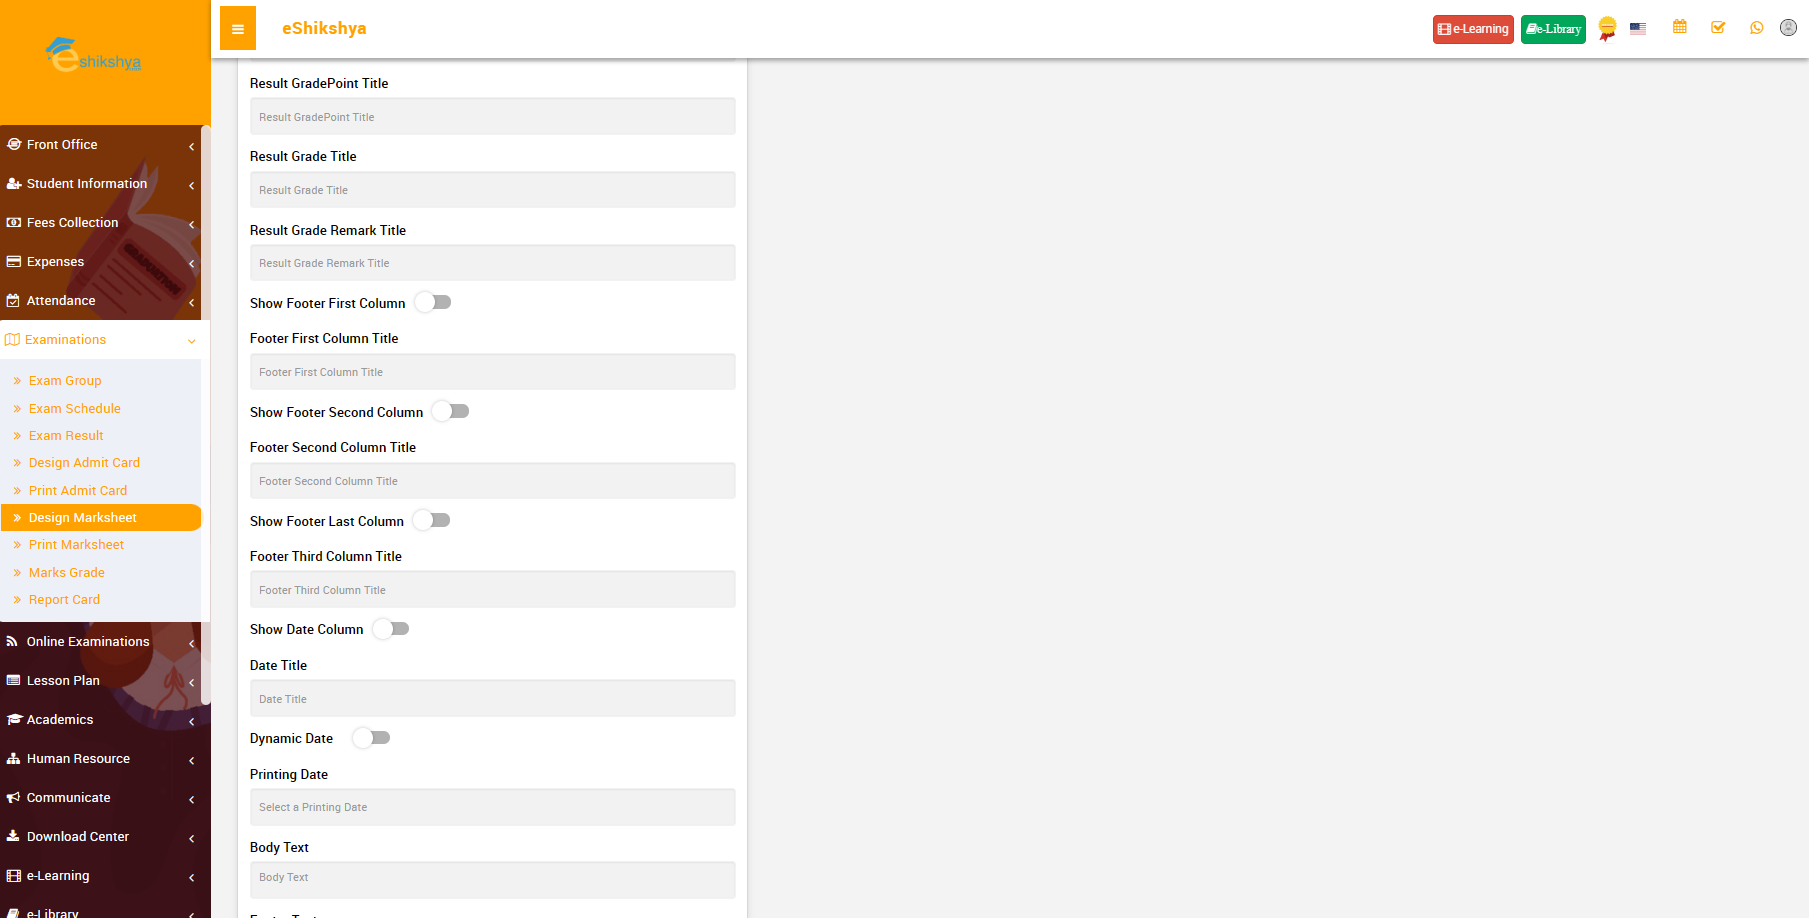 eshikshya
eShikshya
e-Learning
e-Library
Front Office
Student Information
Fees Collection
Expenses
Attendance
Examinations
Exam Group
Exam Schedule
Exam Result
Design Admit Card
Print Admit Card
Design Marksheet
Print Marksheet
Marks Grade
Report Card
Online Examinations
Lesson Plan
Academics
Human Resource
Communicate
Download Center
e-Learning
e-Library
GRADUATION
Result GradePoint Title
Result GradePoint Title
Result Grade Title
Result Grade Title
Result Grade Remark Title
Result Grade Remark Title
Show Footer First Column
Footer First Column Title
Footer First Column Title
Show Footer Second Column
Footer Second Column Title
Footer Second Column Title
Show Footer Last Column
Footer Third Column Title
Footer Third Column Title
Show Date Column
Date Title
Date Title
Dynamic Date
Printing Date
Select a Printing Date
Body Text
Body Text